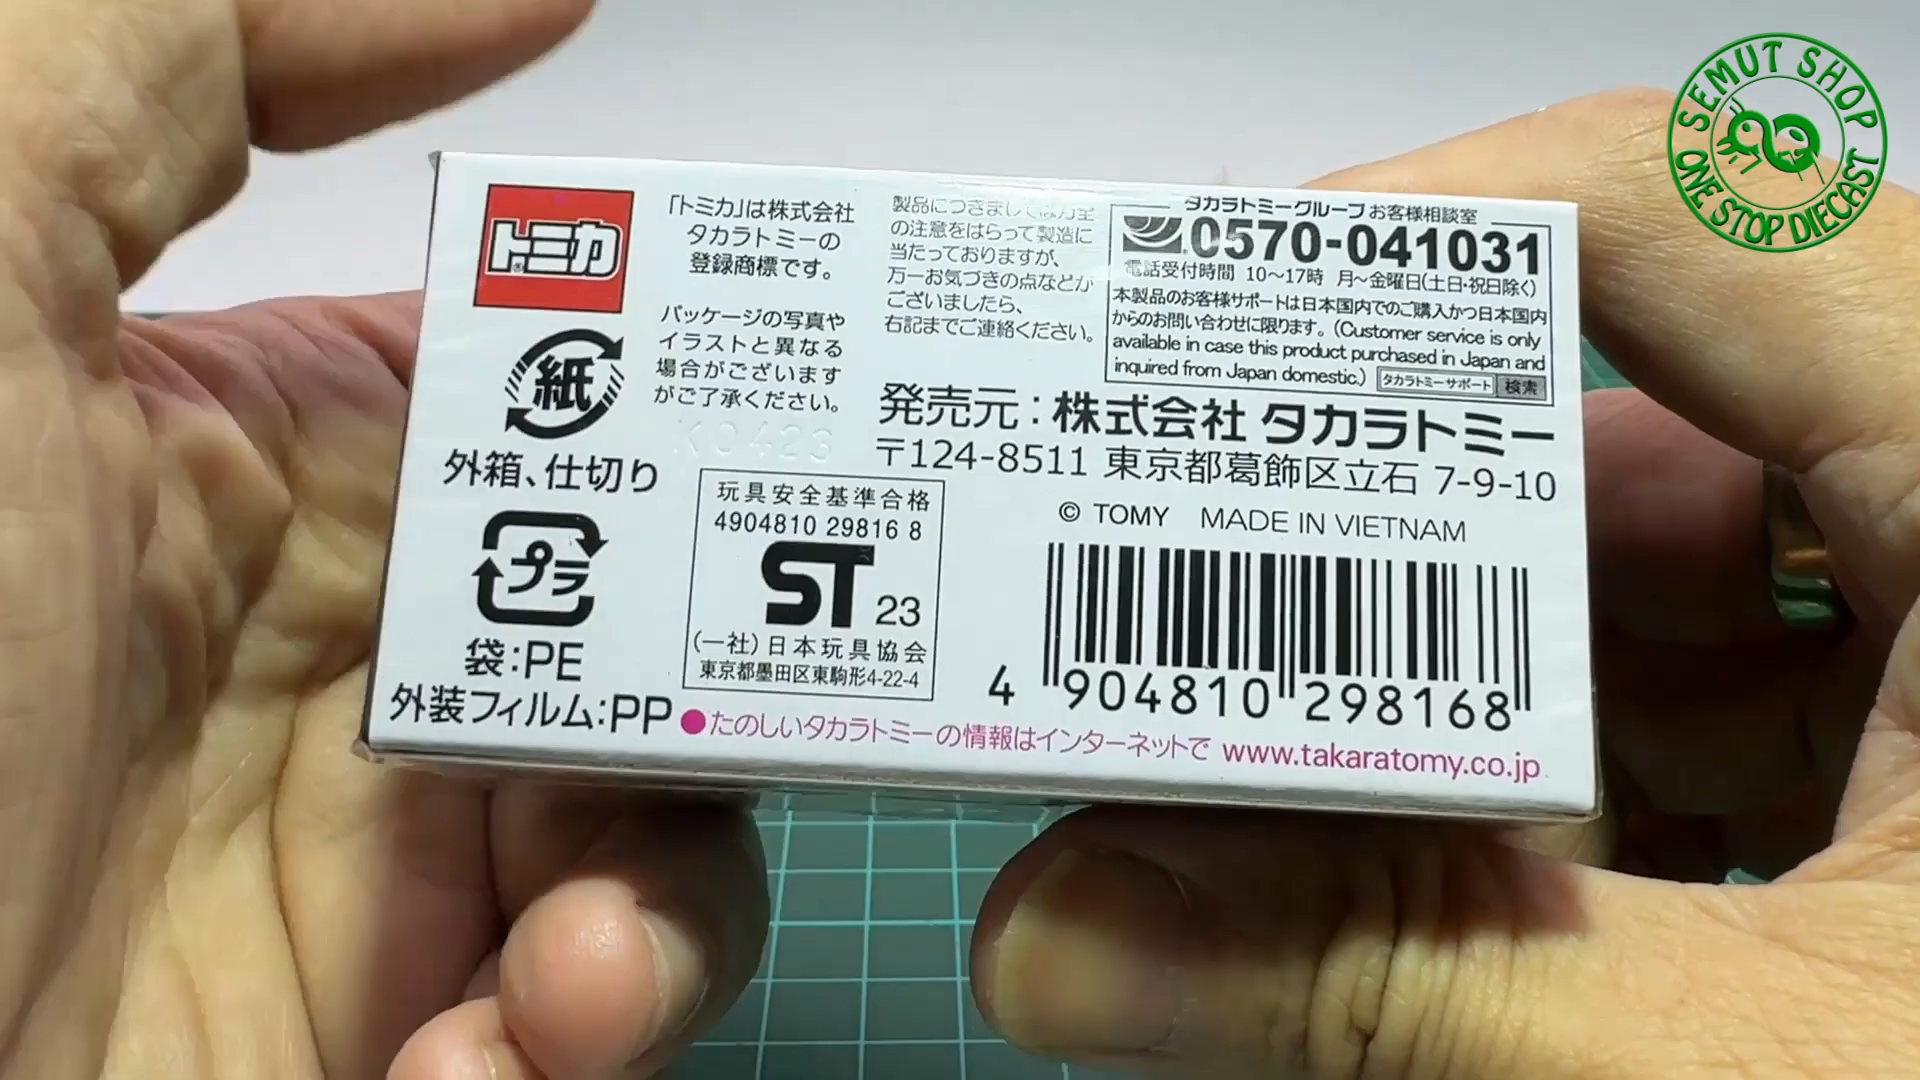 トミカ
「トミカ」は株式会社
タカラトミーの
登録商標です。
パッケージの写真や
イラストと異なる
場合がございます
がご了承ください。
K0423
紙
外箱、仕切り
プラ
袋:PE
外装フィルム:PP
製品につきましては万全
の注意をはらって製造に
当たっておりますが、
万一お気づきの点などが
ございましたら、
右記までご連絡ください。
タカラトミーグループ お客様相談室
0570-041031
電話受付時間 10〜17時 月〜金曜日(土日・祝日除く)
本製品のお客様サポートは日本国内でのご購入かつ日本国内
からのお問い合わせに限ります。(Customer service is only
available in case this product purchased in Japan and
inquired from Japan domestic.)
タカラトミーサポート 検索
発売元:株式会社 タカラトミー
〒124-8511 東京都葛飾区立石 7-9-10
© TOMY MADE IN VIETNAM
玩具安全基準合格
4904810 29816 8
ST 23
(一社)日本玩具協会
東京都墨田区東駒形4-22-4
4 904810 298168
●たのしいタカラトミーの情報はインターネットで www.takaratomy.co.jp
SEMUT SHOP
ONE STOP DIECAST